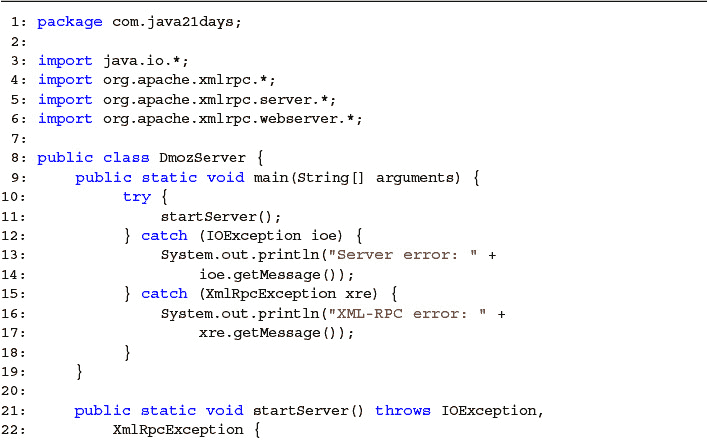 1: package com.java21days;
2:
3: import java.io.*;
4: import org.apache.xmlrpc.*;
5: import org.apache.xmlrpc.server.*;
6: import org.apache.xmlrpc.webserver.*;
7:
8: public class DmozServer {
9:     public static void main(String[] arguments) {
10:          try {
11:              startServer();
12:          } catch (IOException ioe) {
13:              System.out.println("Server error: " +
14:                  ioe.getMessage());
15:          } catch (XmlRpcException xre) {
16:              System.out.println("XML-RPC error: " +
17:                  xre.getMessage());
18:          }
19:     }
20:
21:     public static void startServer() throws IOException,
22:         XmlRpcException {